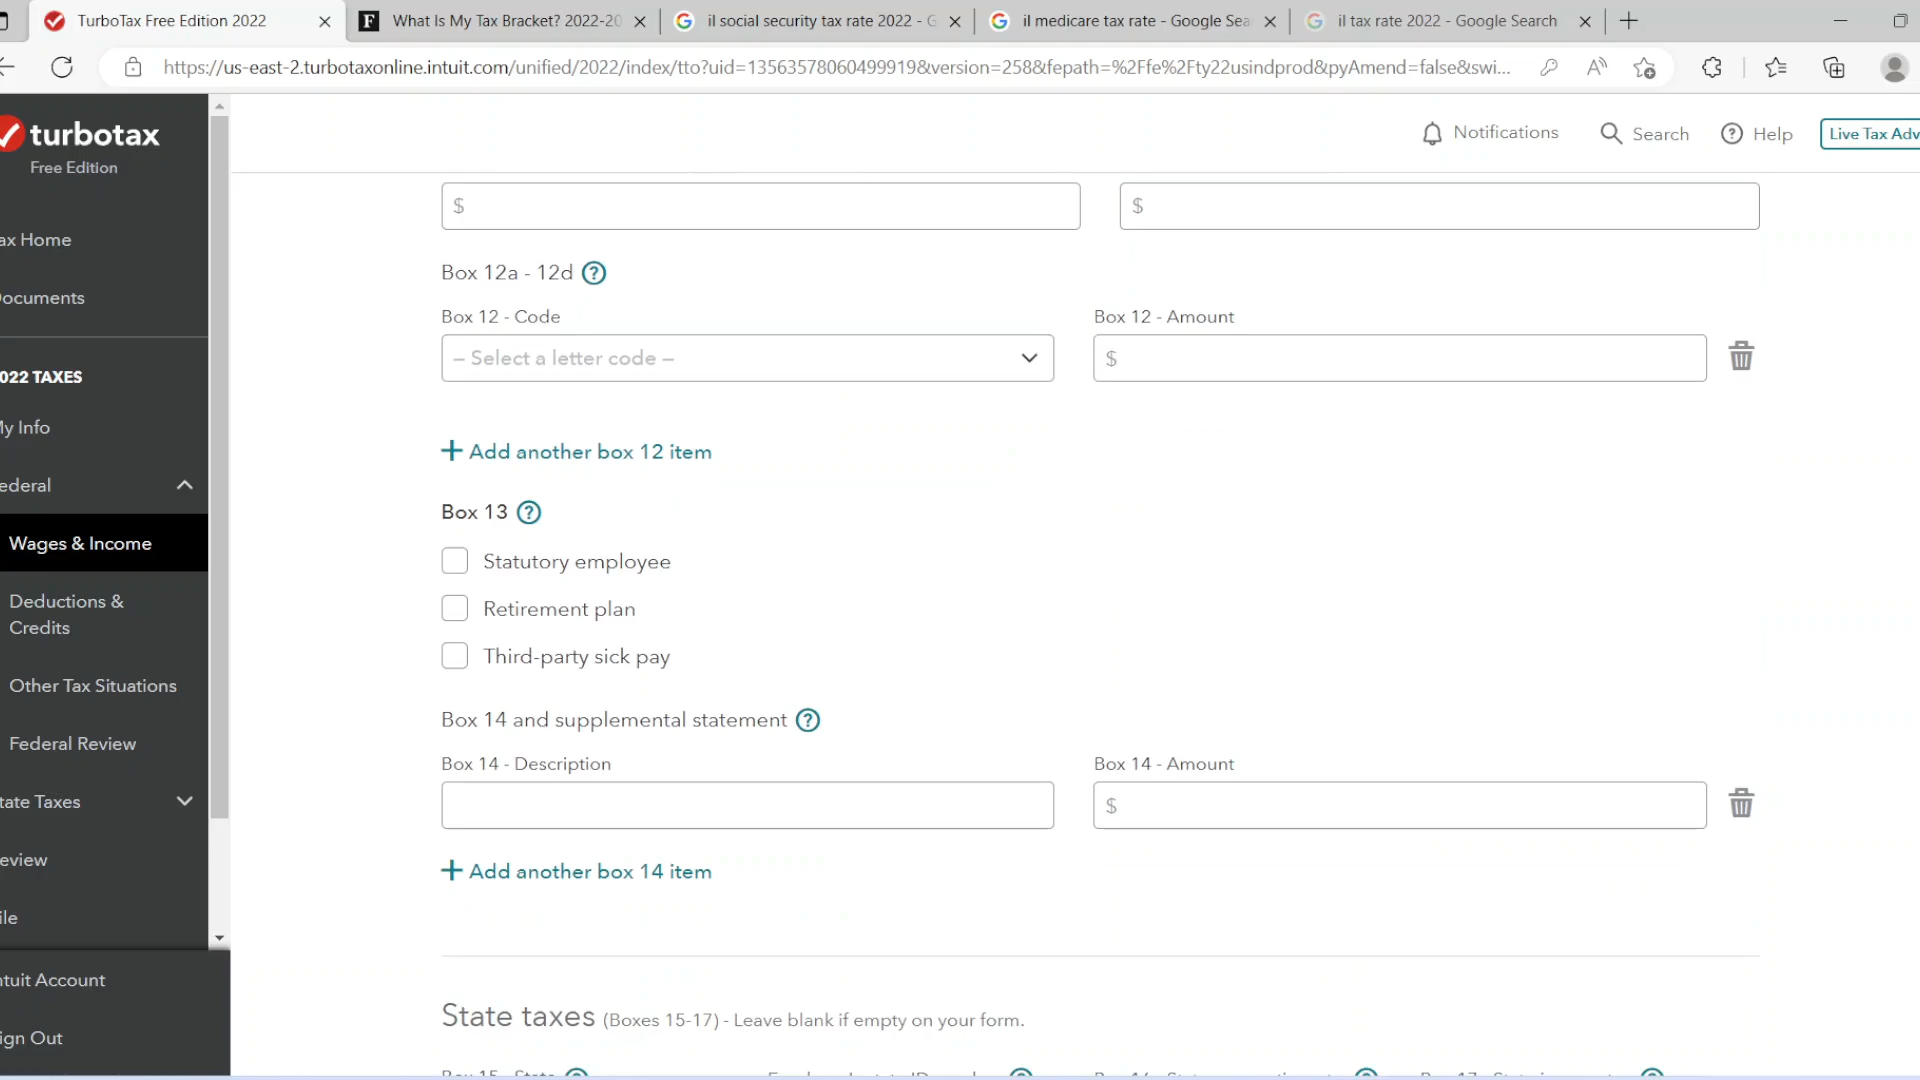 TurboTax Free Edition 2022
What Is My Tax Bracket? 2022-20
il social security tax rate 2022 - G
il medicare tax rate - Google Sea
il tax rate 2022 - Google Search
https://us-east-2.turbotaxonline.intuit.com/unified/2022/index/tto?uid=13563578060499919&version=258&fepath=%2Ffe%2Fty22usindprod&pyAmend=false&swi...
turbotax
Free Edition
Notifications
Search
Help
Live Tax Adv
$
$
ax Home
ocuments
022 TAXES
My Info
ederal
Wages & Income
Deductions &
Credits
Other Tax Situations
Federal Review
tate Taxes
eview
ile
ntuit Account
ign Out
Box 12a - 12d
Box 12 - Code
Box 12 - Amount
– Select a letter code –
$
+ Add another box 12 item
Box 13
Statutory employee
Retirement plan
Third-party sick pay
Box 14 and supplemental statement
Box 14 - Description
Box 14 - Amount
$
+ Add another box 14 item
State taxes (Boxes 15-17) - Leave blank if empty on your form.
Box 15 - State